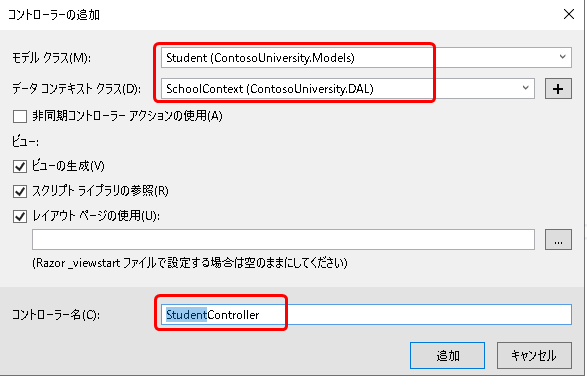 コントローラーの追加
モデル クラス(M): Student (ContosoUniversity.Models)
データ コンテキスト クラス(D): SchoolContext (ContosoUniversity.DAL) +
非同期コントローラー アクションの使用(A)
ビュー:
ビューの生成(V)
スクリプト ライブラリの参照(R)
レイアウト ページの使用(U):
...
(Razor _viewstart ファイルで設定する場合は空のままにしてください)
コントローラー名(C): StudentController
追加 キャンセル